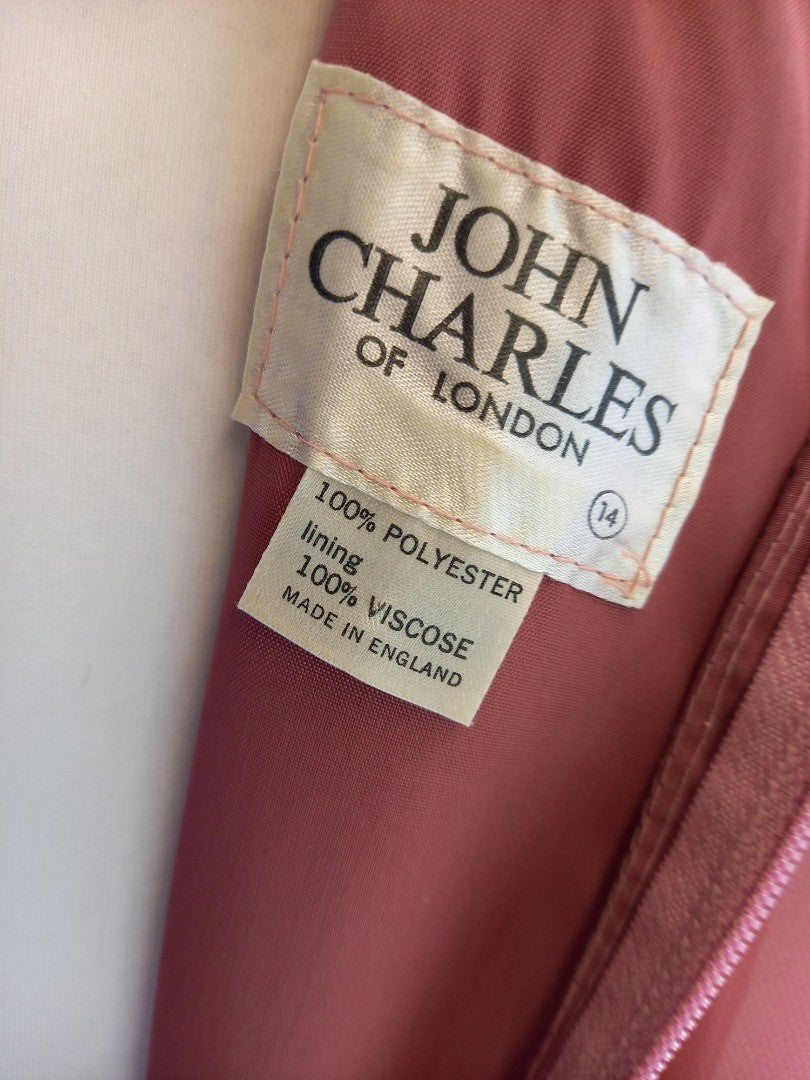 JOHN
CHARLES
OF LONDON
14
100% POLYESTER
lining
100% VISCOSE
MADE IN ENGLAND